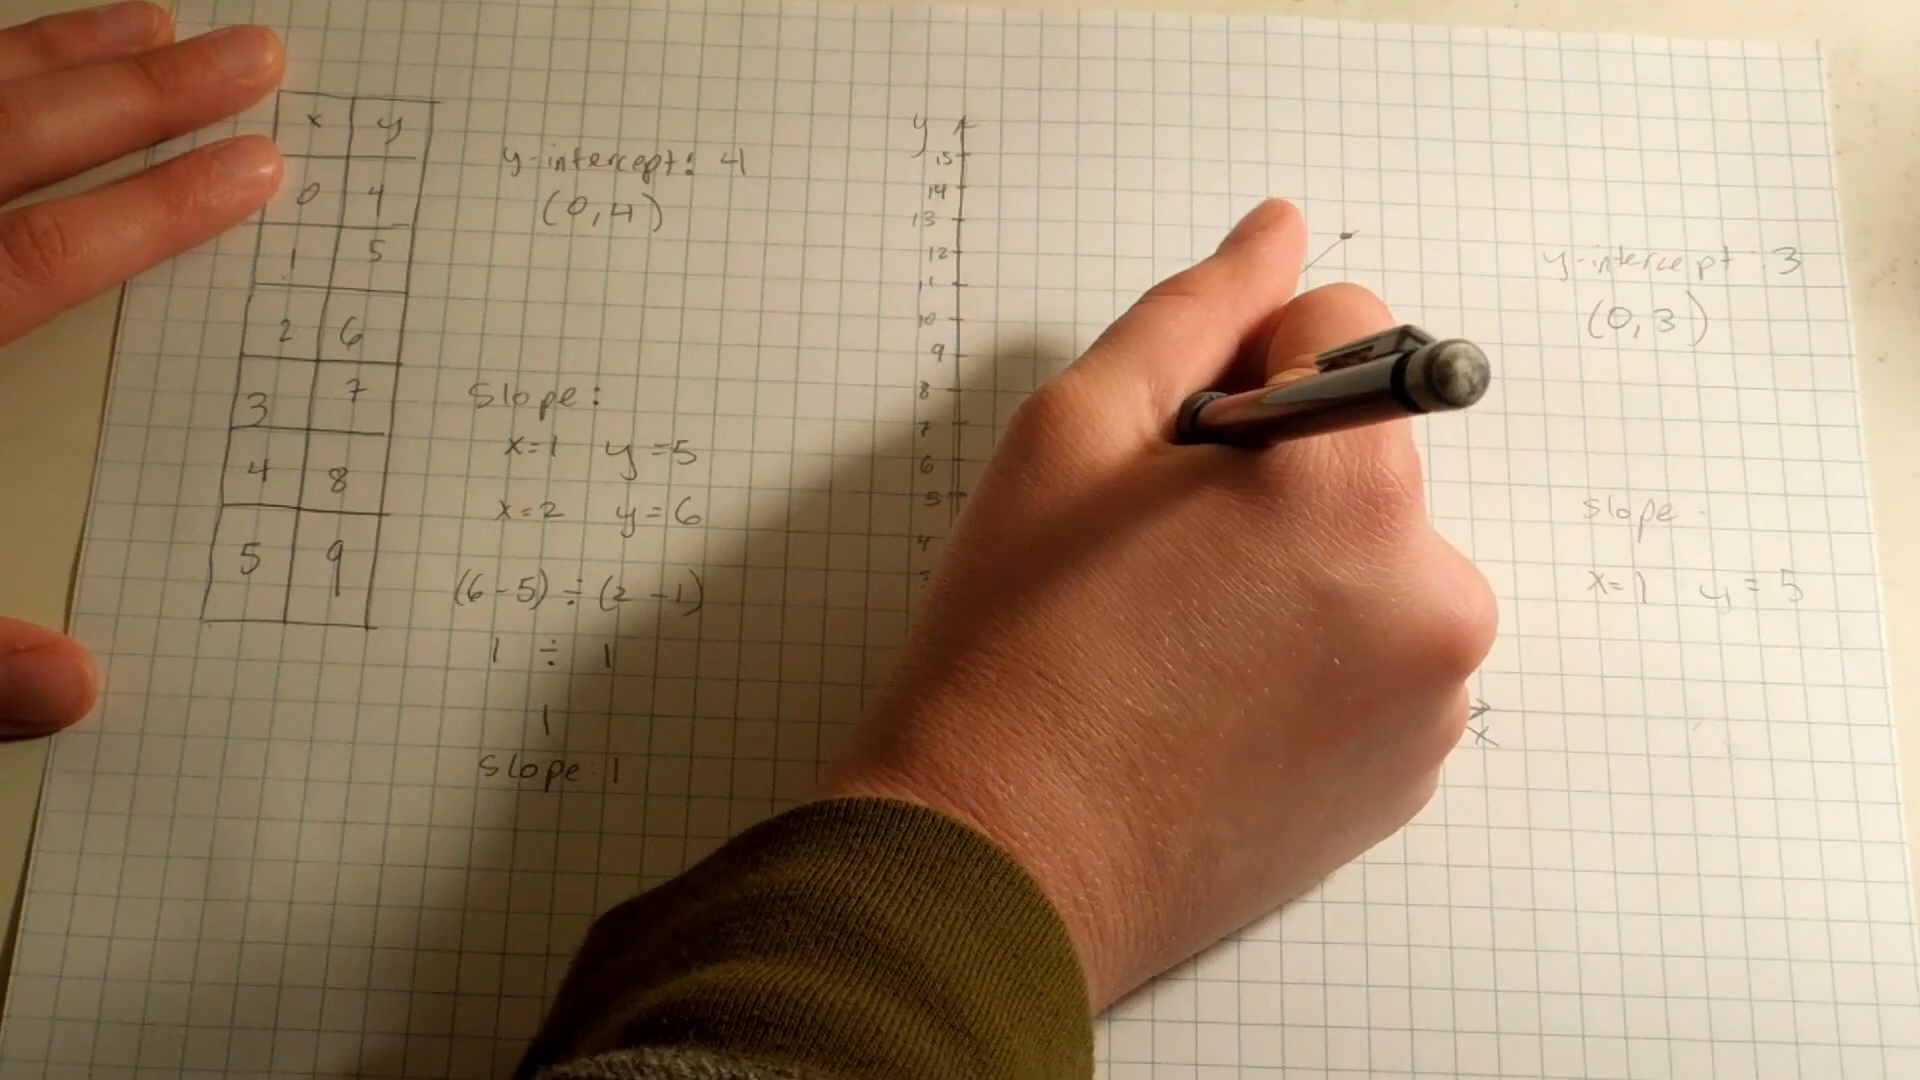 x y
0 4
1 5
2 6
3 7
4 8
5 9
y-intercept: 4
(0,4)
Slope:
x=1 y=5
x=2 y=6
(6-5) ÷ (2-1)
1 ÷ 1
1
Slope: 1
y
15
14
13
12
11
10
9
8
7
6
5
4
3
x
y-intercept: 3
(0,3)
slope:
x=1 y=5